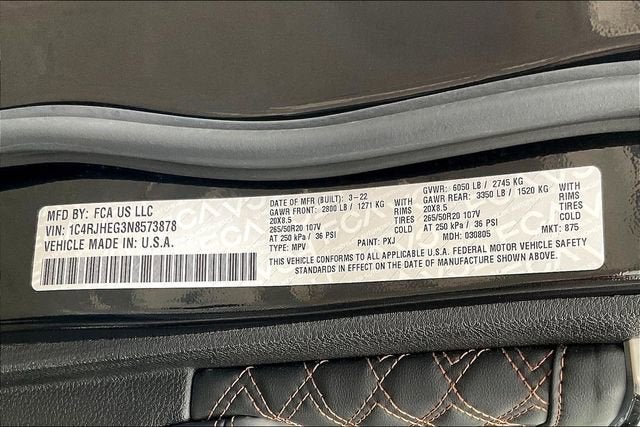 MFD BY: FCA US LLC
VIN: 1C4RJHEG3N8573878
VEHICLE MADE IN: U.S.A.
DATE OF MFR (BUILT): 3-22
GAWR FRONT: 2800 LB / 1271 KG WITH
20X8.5 RIMS
265/50R20 107V TIRES
AT 250 kPa / 36 PSI COLD
TYPE: MPV PAINT: PXJ
GVWR: 6050 LB / 2745 KG
GAWR REAR: 3350 LB / 1520 KG WITH
20X8.5 RIMS
265/50R20 107V TIRES
AT 250 kPa / 36 PSI COLD
MDH: 030805 MKT: 875
THIS VEHICLE CONFORMS TO ALL APPLICABLE U.S.A. FEDERAL MOTOR VEHICLE SAFETY
STANDARDS IN EFFECT ON THE DATE OF MANUFACTURE SHOWN ABOVE.